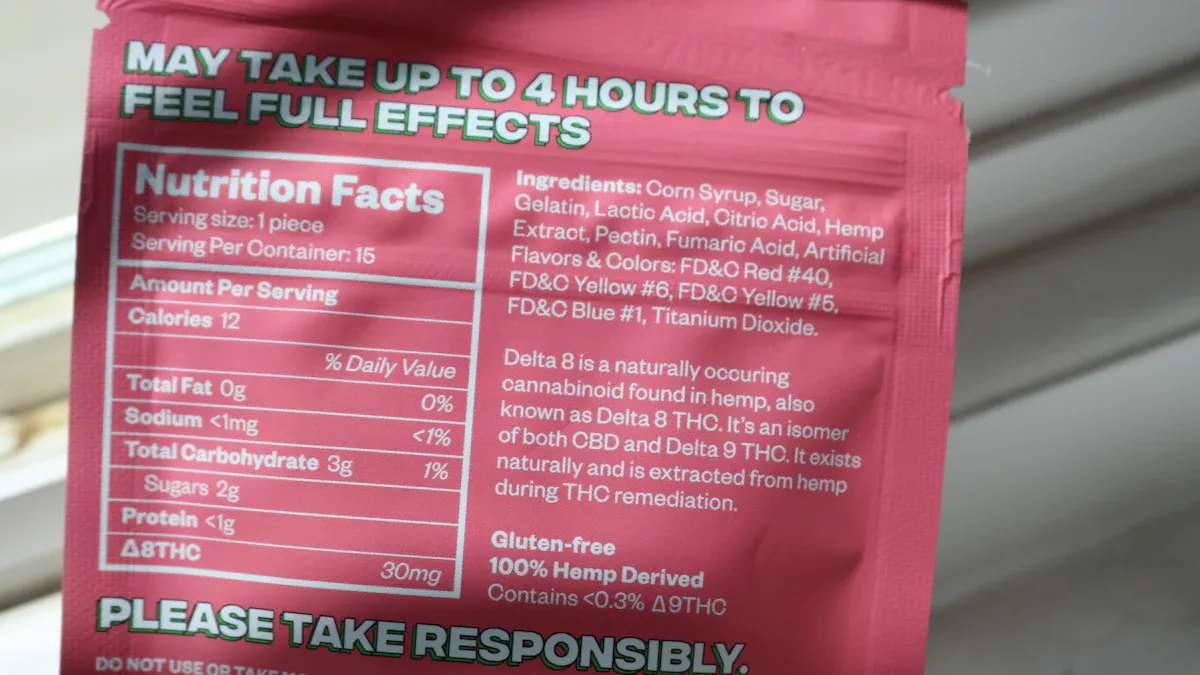 MAY TAKE UP TO 4 HOURS TO
FEEL FULL EFFECTS
Nutrition Facts
Serving size: 1 piece
Serving Per Container: 15
Amount Per Serving
Calories 12
% Daily Value
Total Fat 0g 0%
Sodium <1mg <1%
Total Carbohydrate 3g 1%
Sugars 2g
Protein <1g
Δ8THC 30mg
Ingredients: Corn Syrup, Sugar,
Gelatin, Lactic Acid, Citric Acid, Hemp
Extract, Pectin, Fumaric Acid, Artificial
Flavors & Colors: FD&C Red #40,
FD&C Yellow #6, FD&C Yellow #5,
FD&C Blue #1, Titanium Dioxide.
Delta 8 is a naturally occuring
cannabinoid found in hemp, also
known as Delta 8 THC. It's an isomer
of both CBD and Delta 9 THC. It exists
naturally and is extracted from hemp
during THC remediation.
Gluten-free
100% Hemp Derived
Contains <0.3% Δ9THC
PLEASE TAKE RESPONSIBLY.
DO NOT USE OR TAKE